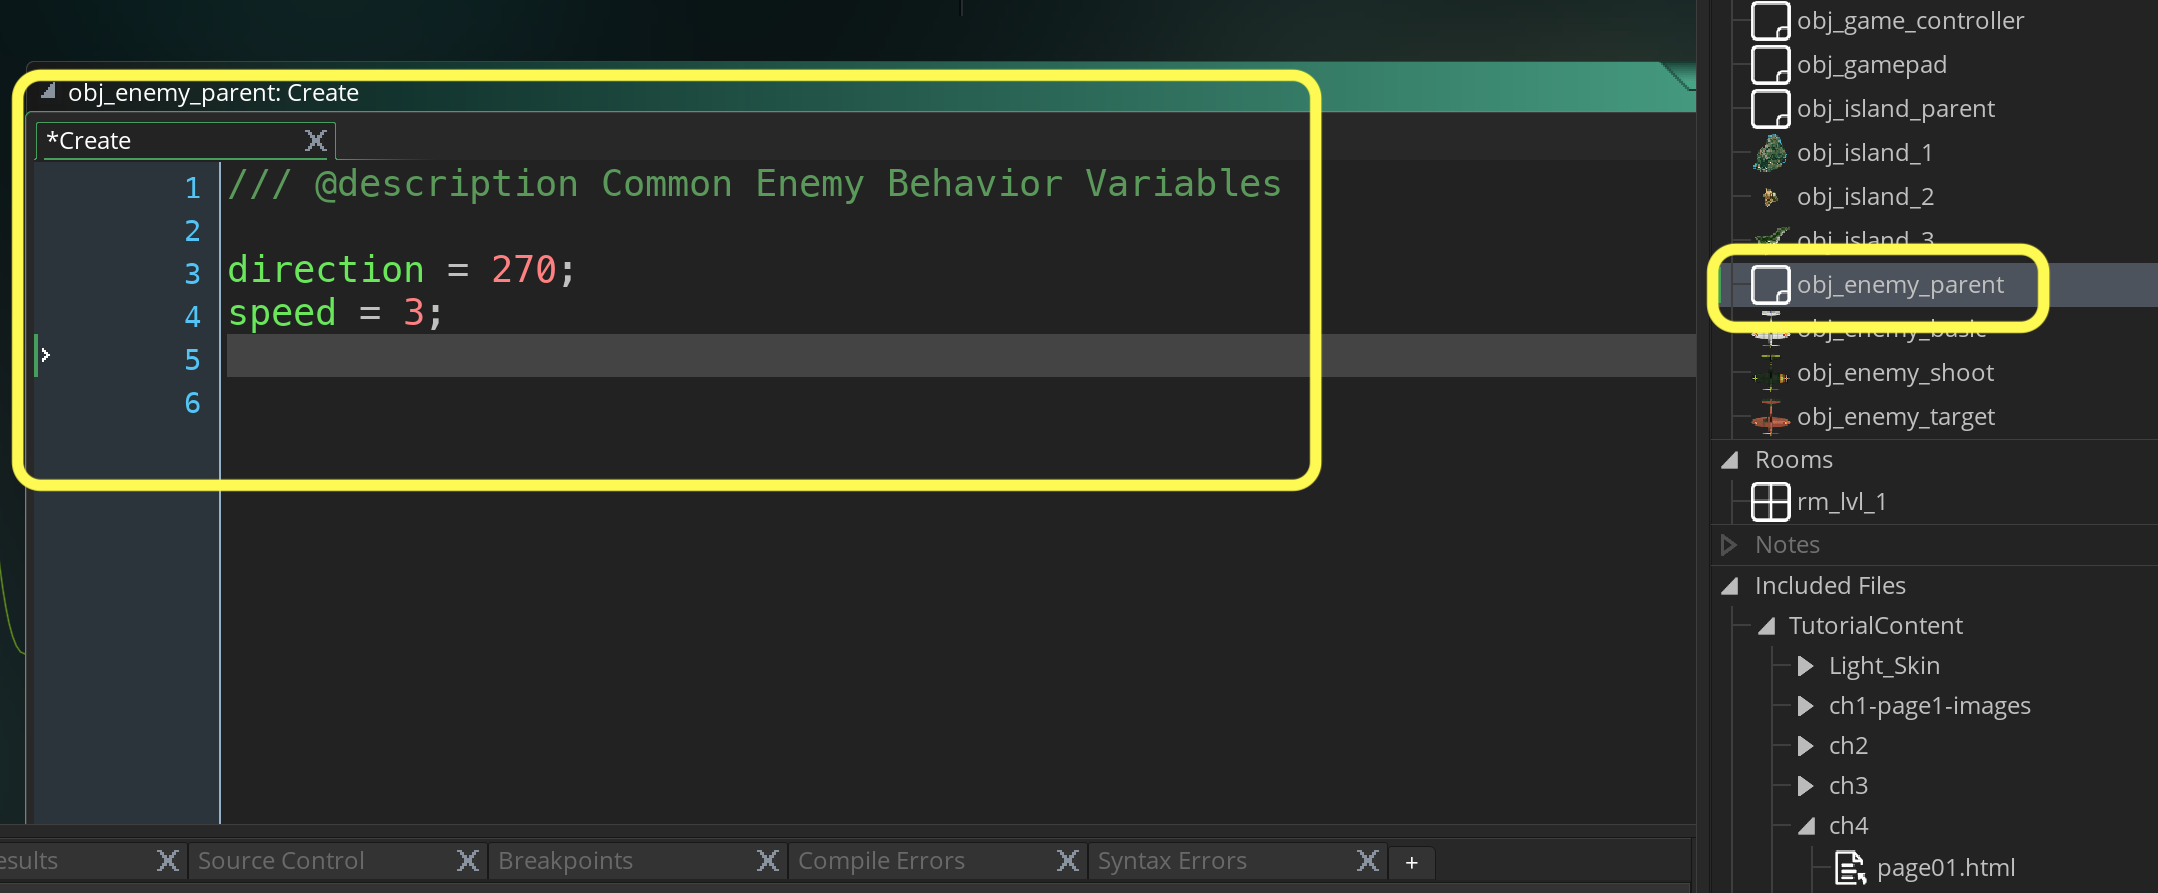 obj_enemy_parent: Create
*Create
1 /// @description Common Enemy Behavior Variables
2
3 direction = 270;
4 speed = 3;
5
6
esults
Source Control
Breakpoints
Compile Errors
Syntax Errors
+
obj_game_controller
obj_gamepad
obj_island_parent
obj_island_1
obj_island_2
obj_island_3
obj_enemy_parent
obj_enemy_basic
obj_enemy_shoot
obj_enemy_target
Rooms
rm_lvl_1
Notes
Included Files
TutorialContent
Light_Skin
ch1-page1-images
ch2
ch3
ch4
page01.html